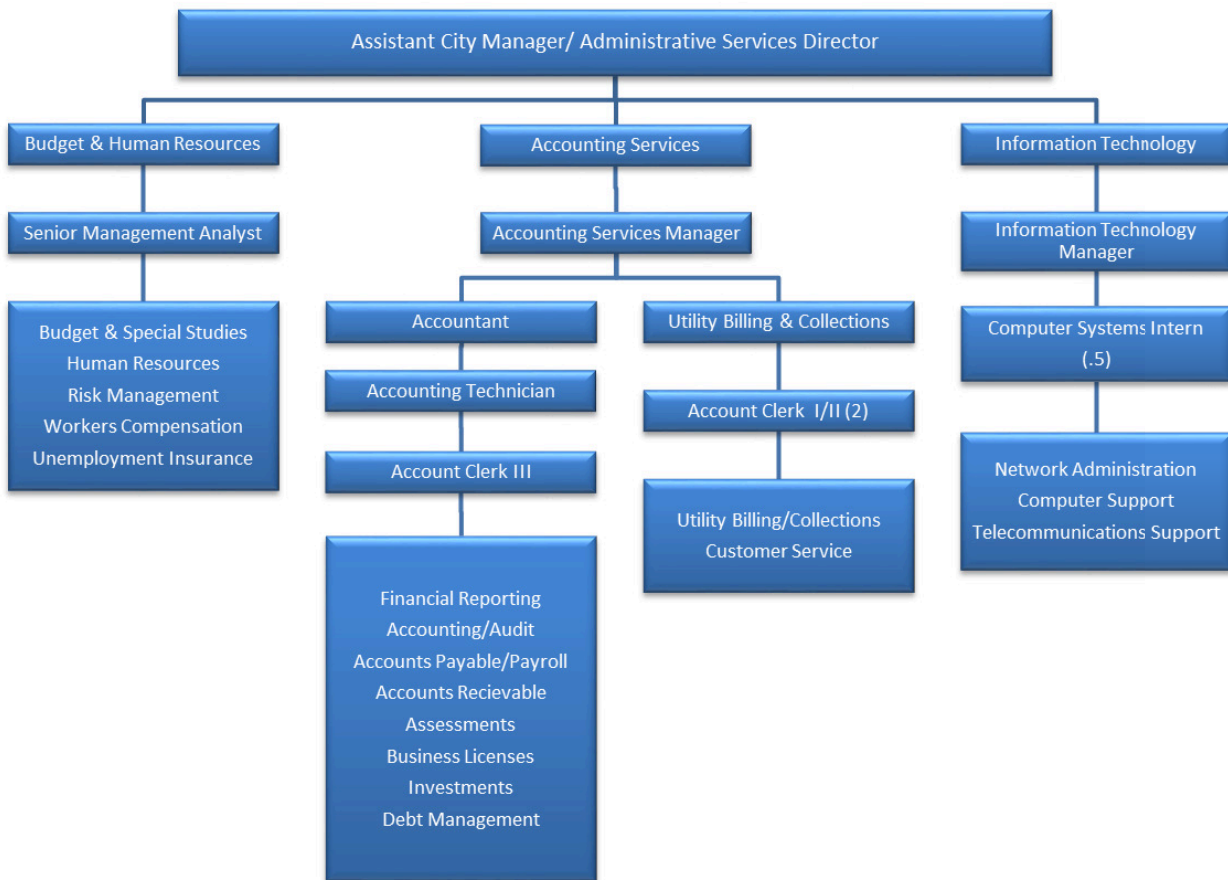 Assistant City Manager/ Administrative Services Director
Budget & Human Resources
Senior Management Analyst
Budget & Special Studies
Human Resources
Risk Management
Workers Compensation
Unemployment Insurance
Accounting Services
Accounting Services Manager
Accountant
Accounting Technician
Account Clerk III
Financial Reporting
Accounting/Audit
Accounts Payable/Payroll
Accounts Recievable
Assessments
Business Licenses
Investments
Debt Management
Utility Billing & Collections
Account Clerk I/II (2)
Utility Billing/Collections
Customer Service
Information Technology
Information Technology
Manager
Computer Systems Intern
(.5)
Network Administration
Computer Support
Telecommunications Support